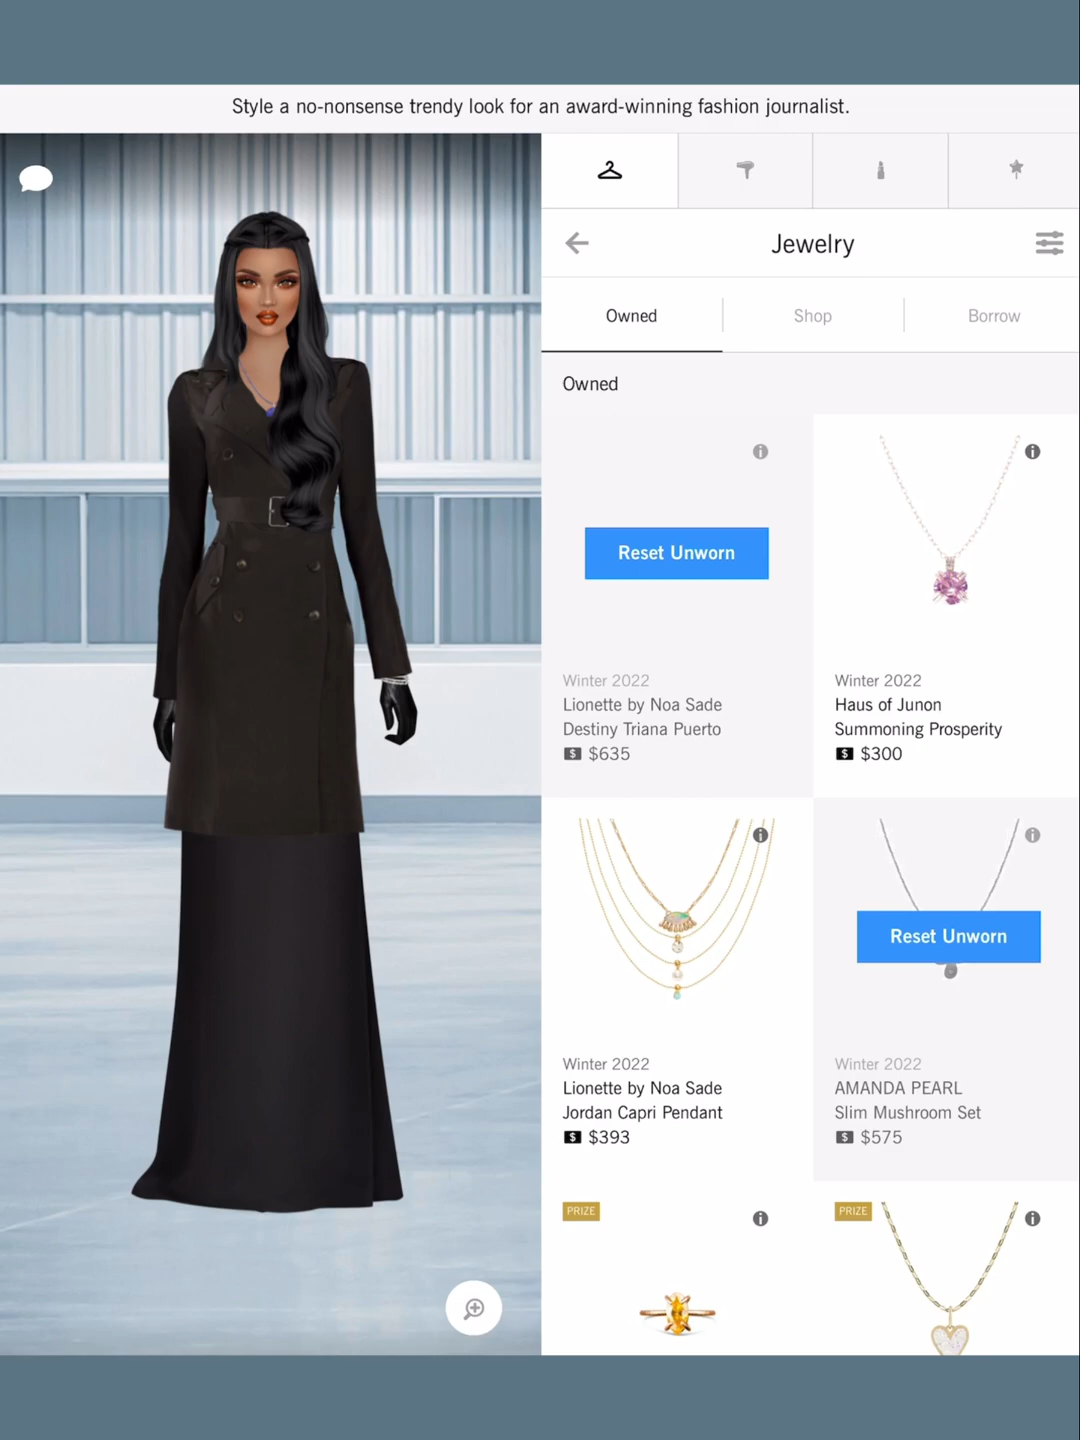 Style a no-nonsense trendy look for an award-winning fashion journalist.
Jewelry
Owned
Shop
Borrow
Owned
Reset Unworn
Winter 2022
Lionette by Noa Sade
Destiny Triana Puerto
$ $635
Winter 2022
Haus of Junon
Summoning Prosperity
$ $300
Winter 2022
Lionette by Noa Sade
Jordan Capri Pendant
$ $393
Reset Unworn
Winter 2022
AMANDA PEARL
Slim Mushroom Set
$ $575
PRIZE
PRIZE